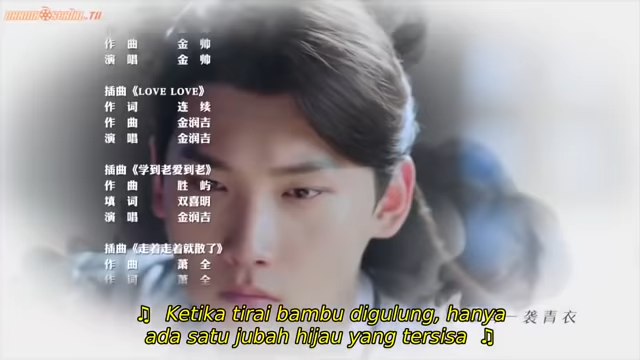 作 曲 金 帅
演 唱 金 帅
插曲《LOVE LOVE》
作 词 连 续
作 曲 金润吉
演 唱 金润吉
插曲《学到老爱到老》
作 曲 胜 屿
填 词 双喜明
演 唱 金润吉
插曲《走着走着就散了》
作 曲 萧 全
作 词 萧 全
一袭青衣
♫ Ketika tirai bambu digulung, hanya
ada satu jubah hijau yang tersisa ♫